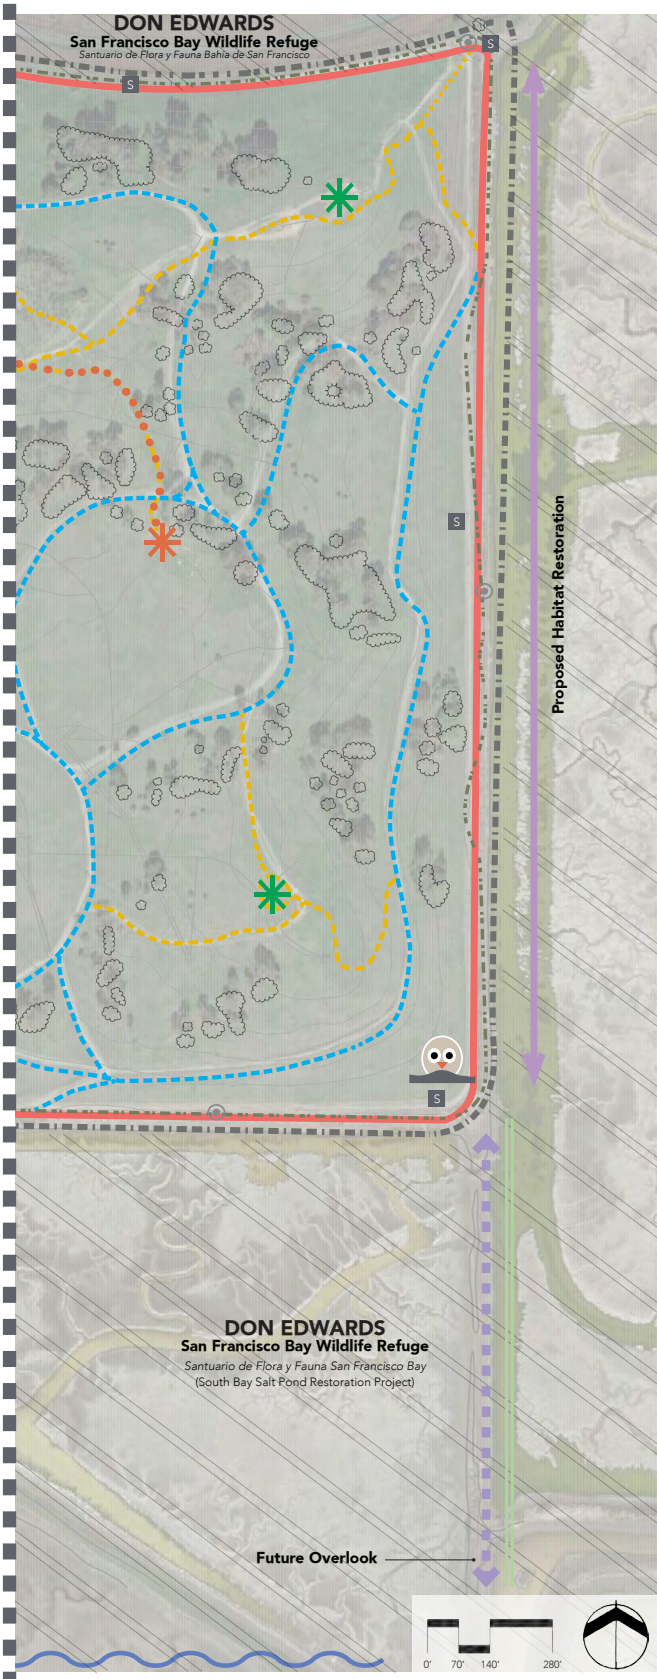 DON EDWARDS
San Francisco Bay Wildlife Refuge
Santuario de Flora y Fauna Bahia de San Francisco
S
S
S
Proposed Habitat Restoration
S
DON EDWARDS
San Francisco Bay Wildlife Refuge
Santuario de Flora y Fauna San Francisco Bay
(South Bay Salt Pond Restoration Project)
Future Overlook
0' 70' 140' 280'